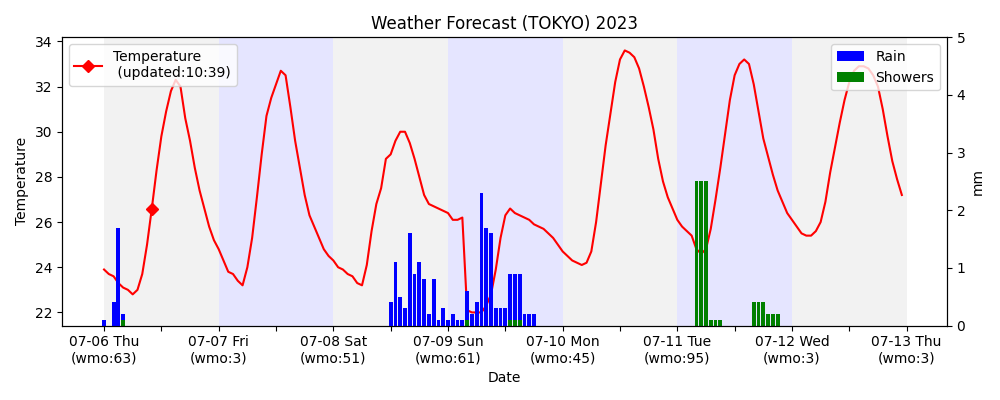 Weather Forecast (TOKYO) 2023
Temperature
(updated:10:39)
Rain
Showers
34
32
30
28
26
24
22
Temperature
5
4
3
2
1
0
mm
07-06 Thu
(wmo:63)
07-07 Fri
(wmo:3)
07-08 Sat
(wmo:51)
07-09 Sun
(wmo:61)
07-10 Mon
(wmo:45)
07-11 Tue
(wmo:95)
07-12 Wed
(wmo:3)
07-13 Thu
(wmo:3)
Date